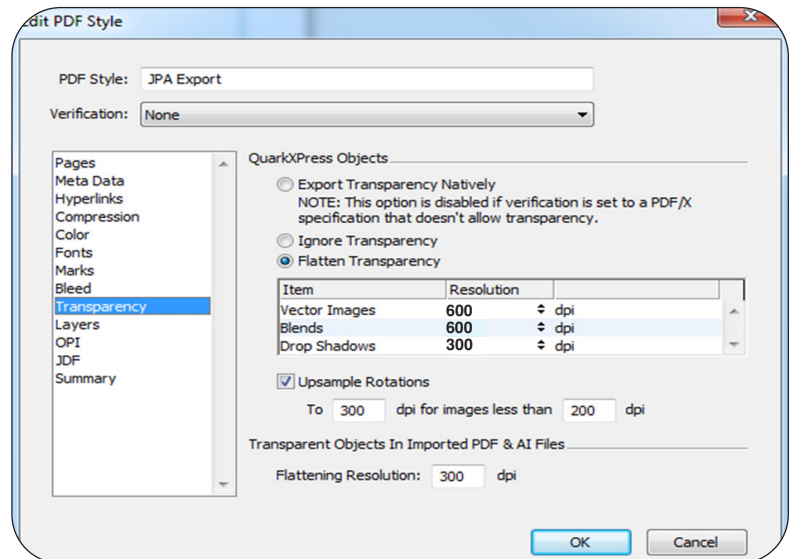 Edit PDF Style
PDF Style: JPA Export
Verification: None
Pages
Meta Data
Hyperlinks
Compression
Color
Fonts
Marks
Bleed
Transparency
Layers
OPI
JDF
Summary
QuarkXPress Objects
Export Transparency Natively
NOTE: This option is disabled if verification is set to a PDF/X
specification that doesn't allow transparency.
Ignore Transparency
Flatten Transparency
Item Resolution
Vector Images 600 dpi
Blends 600 dpi
Drop Shadows 300 dpi
Upsample Rotations
To 300 dpi for images less than 200 dpi
Transparent Objects In Imported PDF & AI Files
Flattening Resolution: 300 dpi
OK Cancel